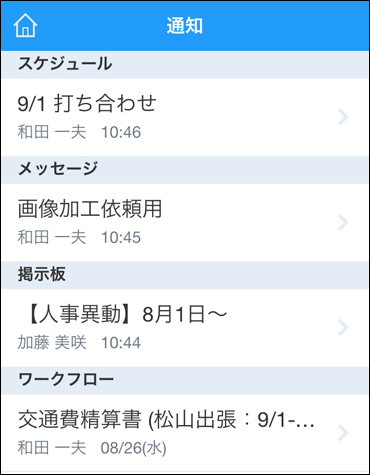 通知
スケジュール
9/1 打ち合わせ
和田 一夫 10:46
メッセージ
画像加工依頼用
和田 一夫 10:45
掲示板
【人事異動】8月1日～
加藤 美咲 10:44
ワークフロー
交通費精算書 (松山出張：9/1-...
和田 一夫 08/26(水)